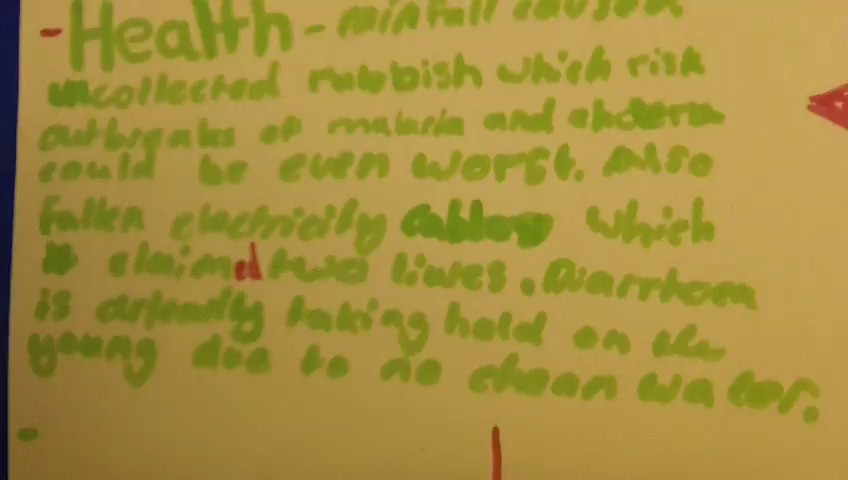 - Health - rainfall caused
uncollected rubbish which risk
outbreaks of malaria and cholera
could be even worst. Also
fallen electricity cables which
claimd two lives. Diarrhoea
is already taking hold on the
young due to no clean water.
-